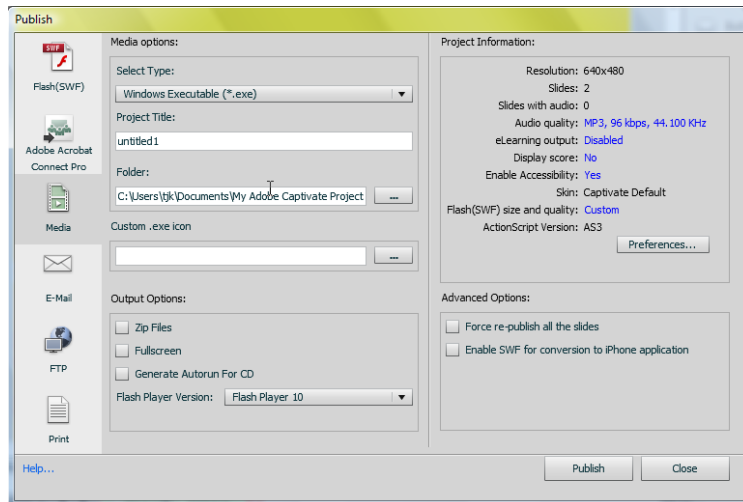 Publish
SWF
Flash(SWF)
Adobe Acrobat
Connect Pro
Media
E-Mail
FTP
Print
Media options:
Select Type:
Windows Executable (*.exe)
Project Title:
untitled1
Folder:
C:\Users\tjk\Documents\My Adobe Captivate Project
...
Custom .exe icon
...
Output Options:
Zip Files
Fullscreen
Generate Autorun For CD
Flash Player Version: Flash Player 10
Project Information:
Resolution: 640x480
Slides: 2
Slides with audio: 0
Audio quality: MP3, 96 kbps, 44.100 KHz
eLearning output: Disabled
Display score: No
Enable Accessibility: Yes
Skin: Captivate Default
Flash(SWF) size and quality: Custom
ActionScript Version: AS3
Preferences...
Advanced Options:
Force re-publish all the slides
Enable SWF for conversion to iPhone application
Help...
Publish
Close